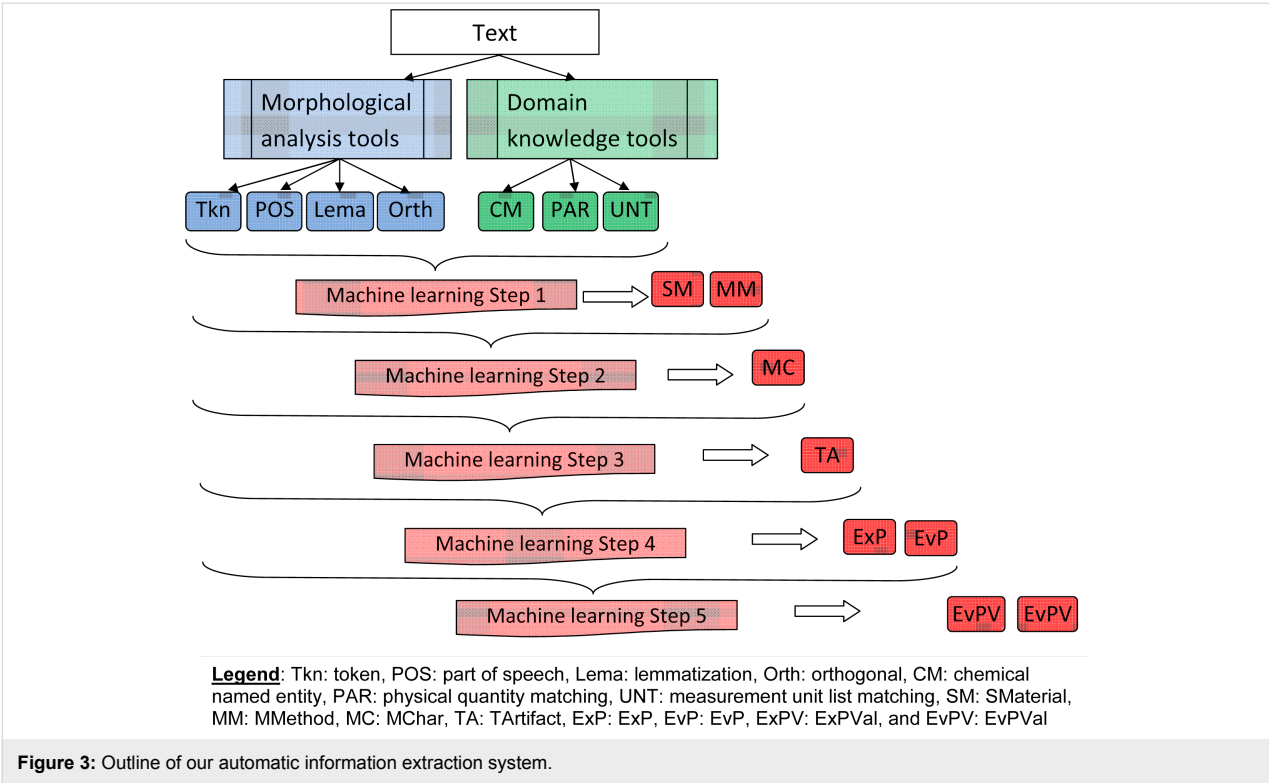 Text
Morphological
analysis tools
Domain
knowledge tools
Tkn POS Lema Orth CM PAR UNT
Machine learning Step 1 SM MM
Machine learning Step 2 MC
Machine learning Step 3 TA
Machine learning Step 4 ExP EvP
Machine learning Step 5 EvPV EvPV
Legend: Tkn: token, POS: part of speech, Lema: lemmatization, Orth: orthogonal, CM: chemical
named entity, PAR: physical quantity matching, UNT: measurement unit list matching, SM: SMaterial,
MM: MMethod, MC: MChar, TA: TArtifact, ExP: ExP, EvP: EvP, ExPV: ExPVal, and EvPV: EvPVal
Figure 3: Outline of our automatic information extraction system.